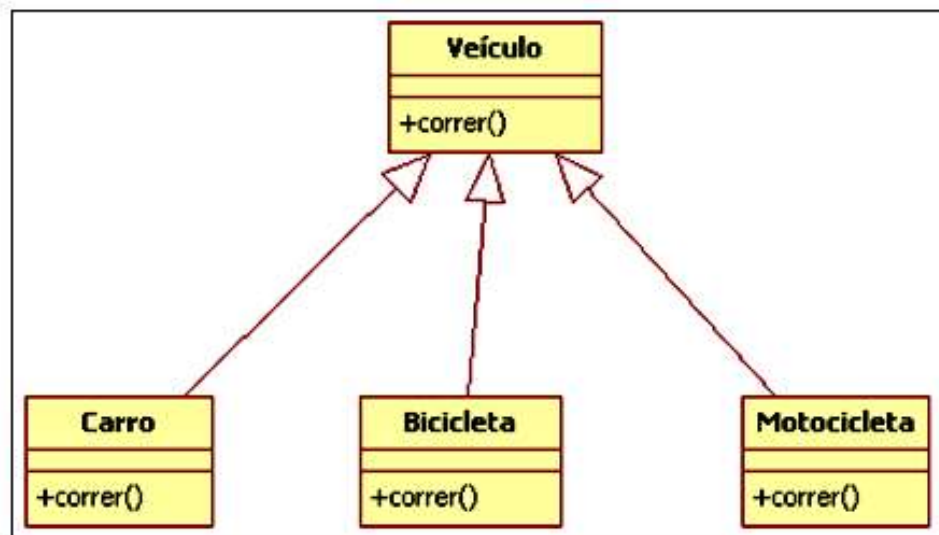 Veículo
+correr()
Carro
+correr()
Bicicleta
+correr()
Motocicleta
+correr()